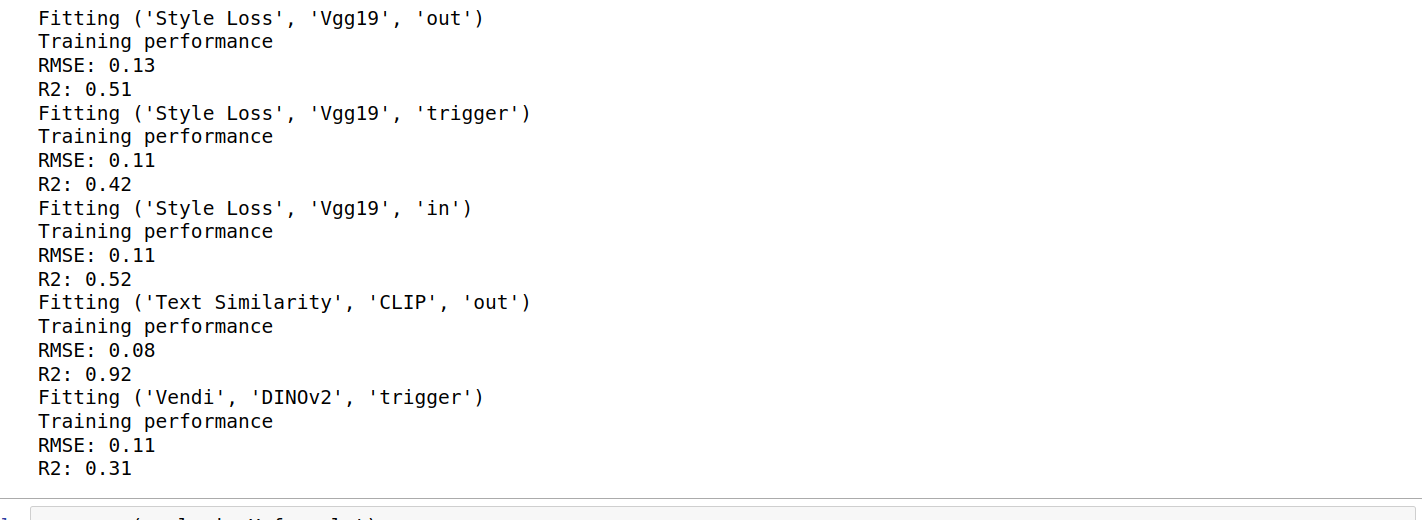 Fitting ('Style Loss', 'Vgg19', 'out')
Training performance
RMSE: 0.13
R2: 0.51
Fitting ('Style Loss', 'Vgg19', 'trigger')
Training performance
RMSE: 0.11
R2: 0.42
Fitting ('Style Loss', 'Vgg19', 'in')
Training performance
RMSE: 0.11
R2: 0.52
Fitting ('Text Similarity', 'CLIP', 'out')
Training performance
RMSE: 0.08
R2: 0.92
Fitting ('Vendi', 'DINOv2', 'trigger')
Training performance
RMSE: 0.11
R2: 0.31